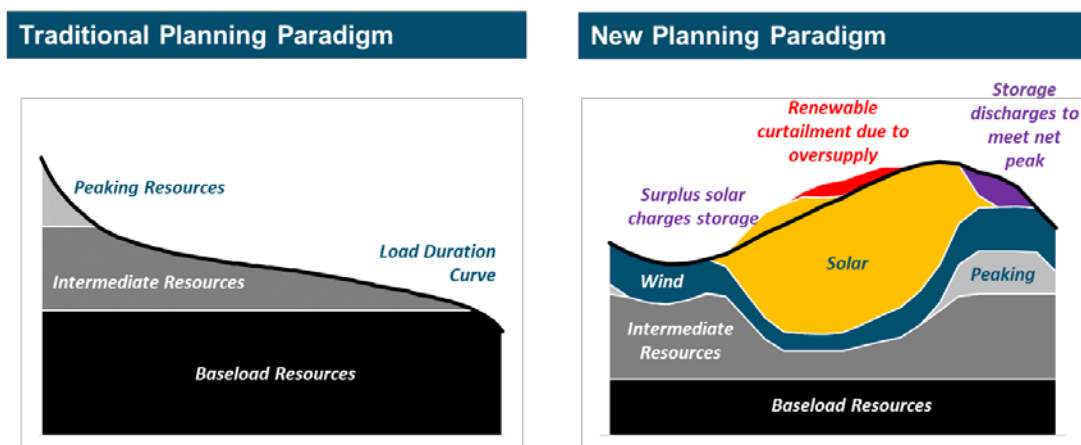 Traditional Planning Paradigm
Peaking Resources
Load Duration
Curve
Intermediate Resources
Baseload Resources
New Planning Paradigm
Renewable
curtailment due to
oversupply
Storage
discharges to
meet net
peak
Surplus solar
charges storage
Wind
Solar
Peaking
Intermediate
Resources
Baseload Resources